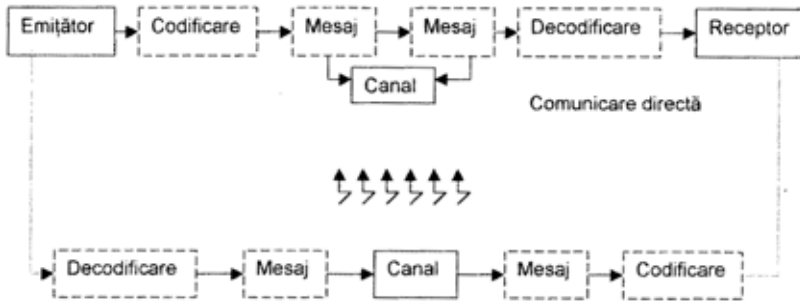 Emițător Codificare Mesaj Mesaj Decodificare Receptor
Canal
Comunicare directă
Decodificare Mesaj Canal Mesaj Codificare